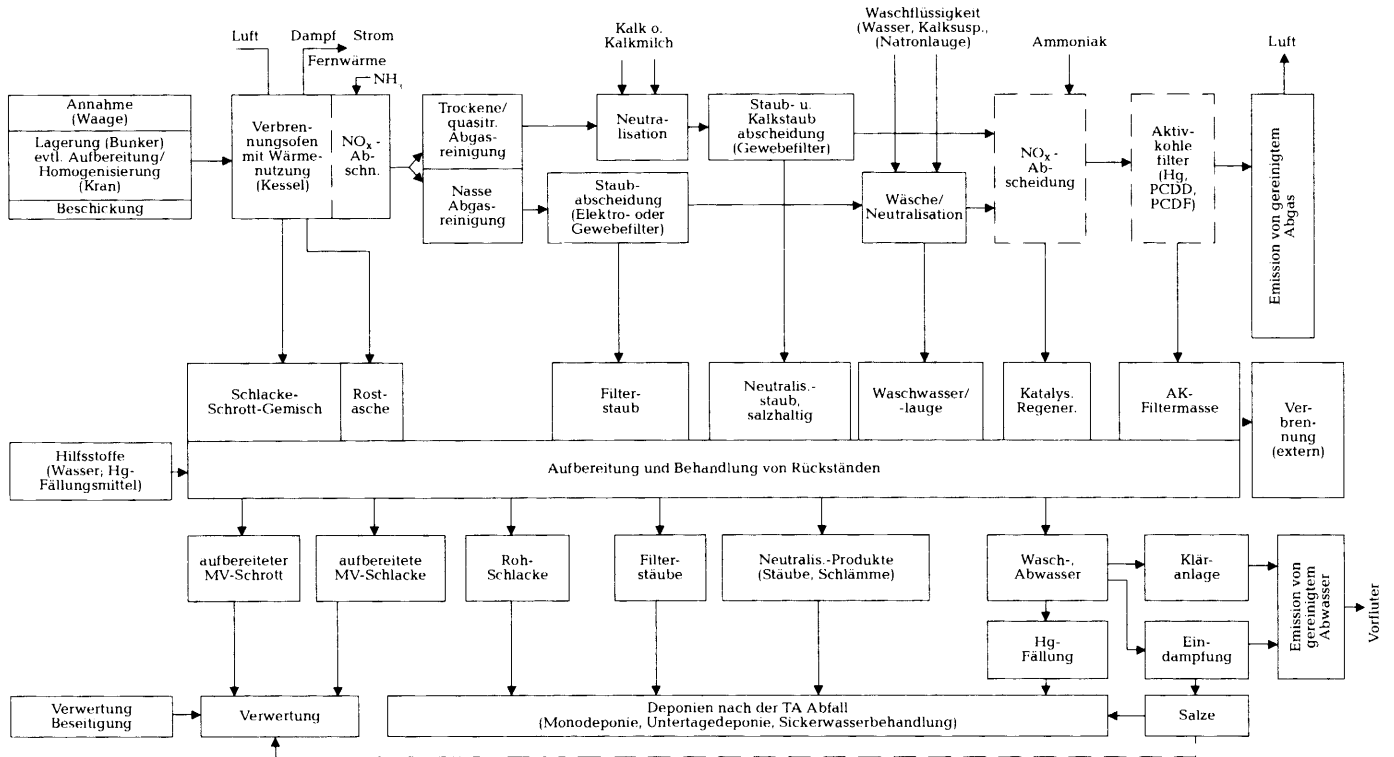 Luft
Dampf
Strom
Fernwärme
NH
Kalk o.
Kalkmilch
Waschflüssigkeit
(Wasser, Kalksusp.,
(Natronlauge)
Ammoniak
Luft
Annahme
(Waage)
Lagerung (Bunker)
evtl. Aufbereitung/
Homogenisierung
(Kran)
Beschickung
Verbren-
nungsofen
mit Wärme-
nutzung
(Kessel)
NOx -
Ab-
schn.
Trockene/
quasitr.
Abgas-
reinigung
Nasse
Abgas-
reinigung
Neutra-
lisation
Staub-
abscheidung
(Elektro- oder
Gewebefilter)
Staub- u.
Kalkstaub
abscheidung
(Gewebefilter)
Wäsche/
Neutralisation
NOx -
Ab-
scheidung
Aktiv-
kohle
filter
(Hg,
PCDD,
PCDF)
Emission von gereinigtem
Abgas
Schlacke-
Schrott-Gemisch
Rost-
asche
Filter-
staub
Neutralis.-
staub,
salzhaltig
Waschwasser/
-lauge
Katalys.
Regener.
AK-
Filtermasse
Ver-
bren-
nung
(extern)
Hilfsstoffe
(Wasser; Hg-
Fällungsmittel)
Aufbereitung und Behandlung von Rückständen
aufbereiteter
MV-Schrott
aufbereitete
MV-Schlacke
Roh-
Schlacke
Filter-
stäube
Neutralis.-Produkte
(Stäube, Schlämme)
Wasch-,
Abwasser
Klär-
anlage
Emission von
gereinigtem
Abwasser
Vorfluter
Hg-
Fällung
Ein-
dampfung
Verwertung
Beseitigung
Verwertung
Deponien nach der TA Abfall
(Monodeponie, Untertagedeponie, Sickerwasserbehandlung)
Salze